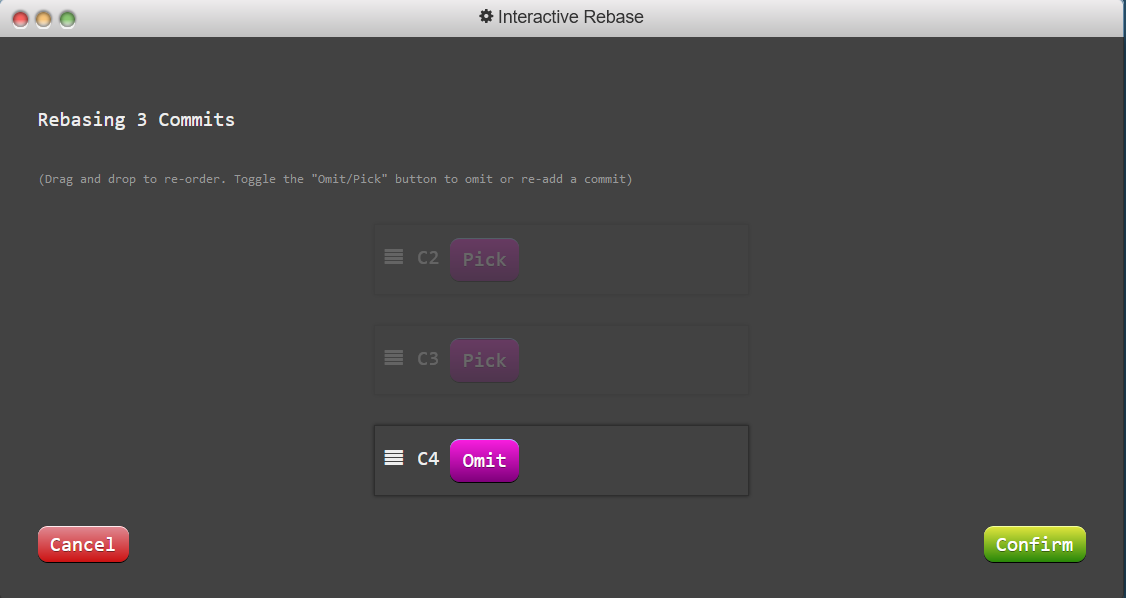 Interactive Rebase
Rebasing 3 Commits
(Drag and drop to re-order. Toggle the "Omit/Pick" button to omit or re-add a commit)
C2 Pick
C3 Pick
C4 Omit
Cancel Confirm